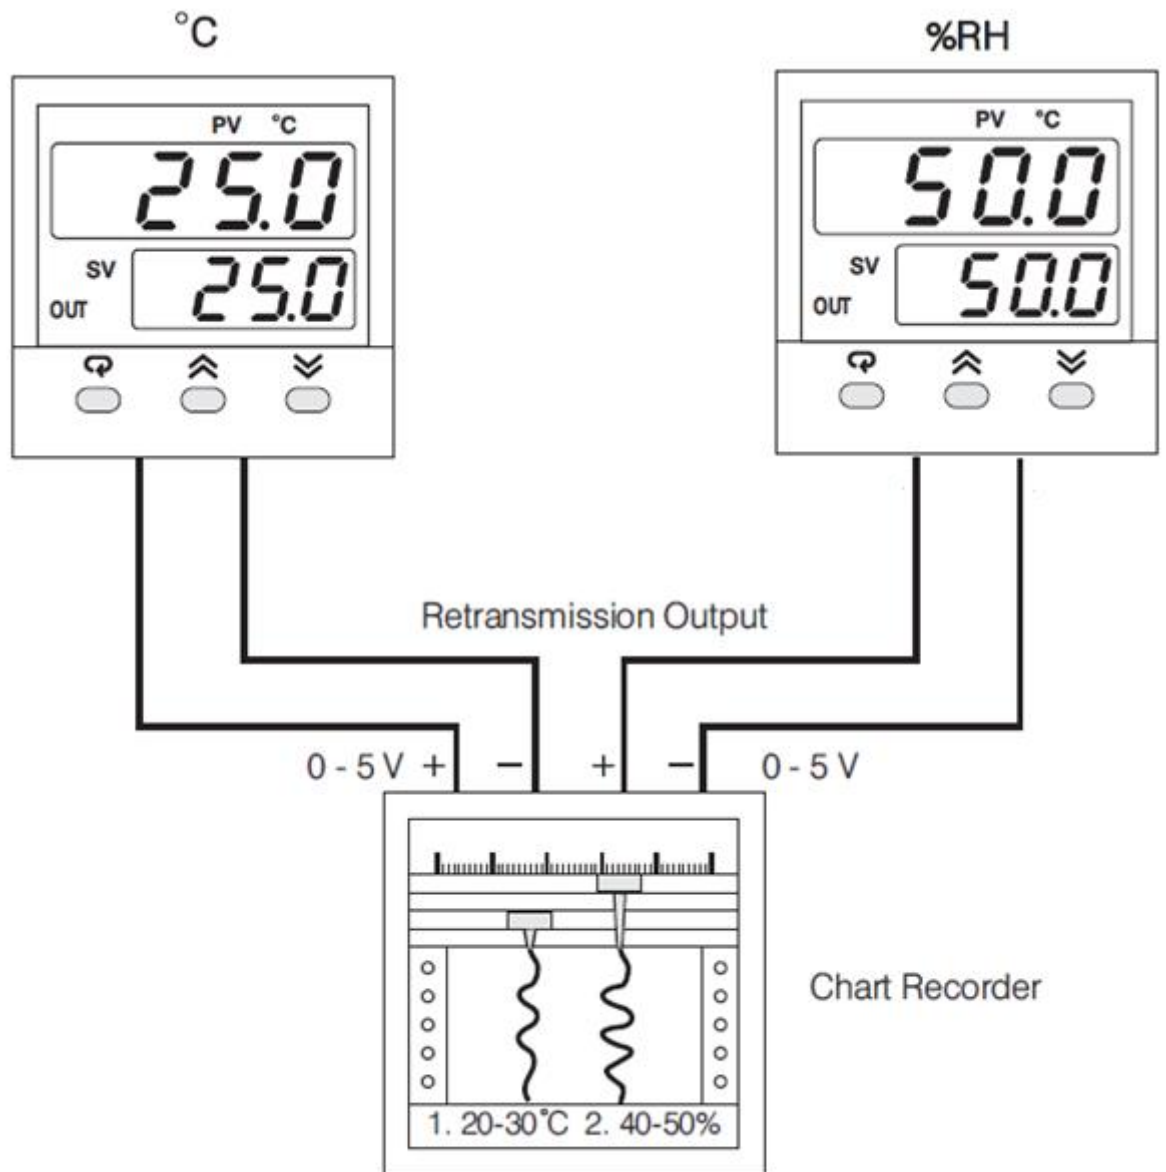 °C
%RH
PV °C
25.0
SV
25.0
OUT
PV °C
50.0
SV
50.0
OUT
Retransmission Output
0 - 5 V + − + − 0 - 5 V
Chart Recorder
1. 20-30°C 2. 40-50%